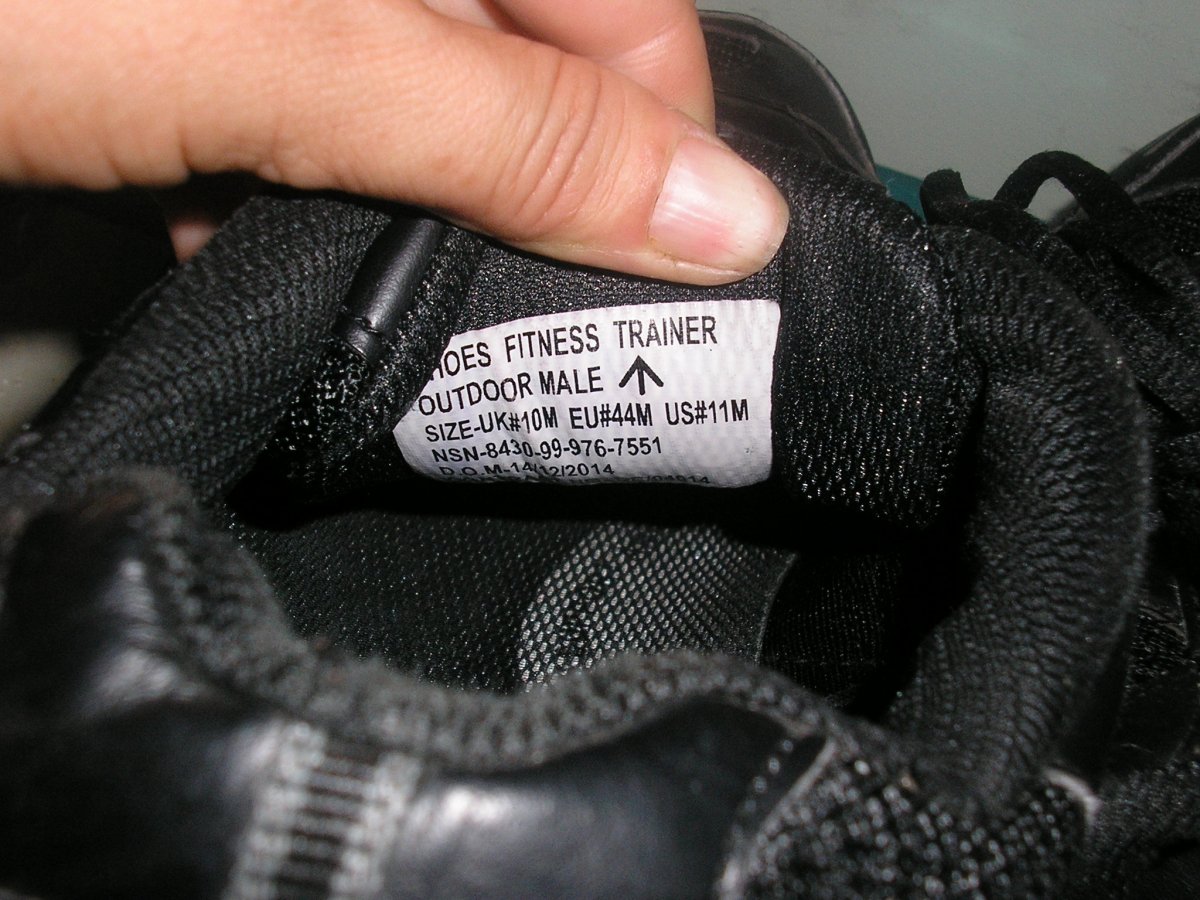 HOES FITNESS TRAINER
OUTDOOR MALE
SIZE-UK#10M EU#44M US#11M
NSN-8430-99-976-7551
D.O.M-14/12/2014